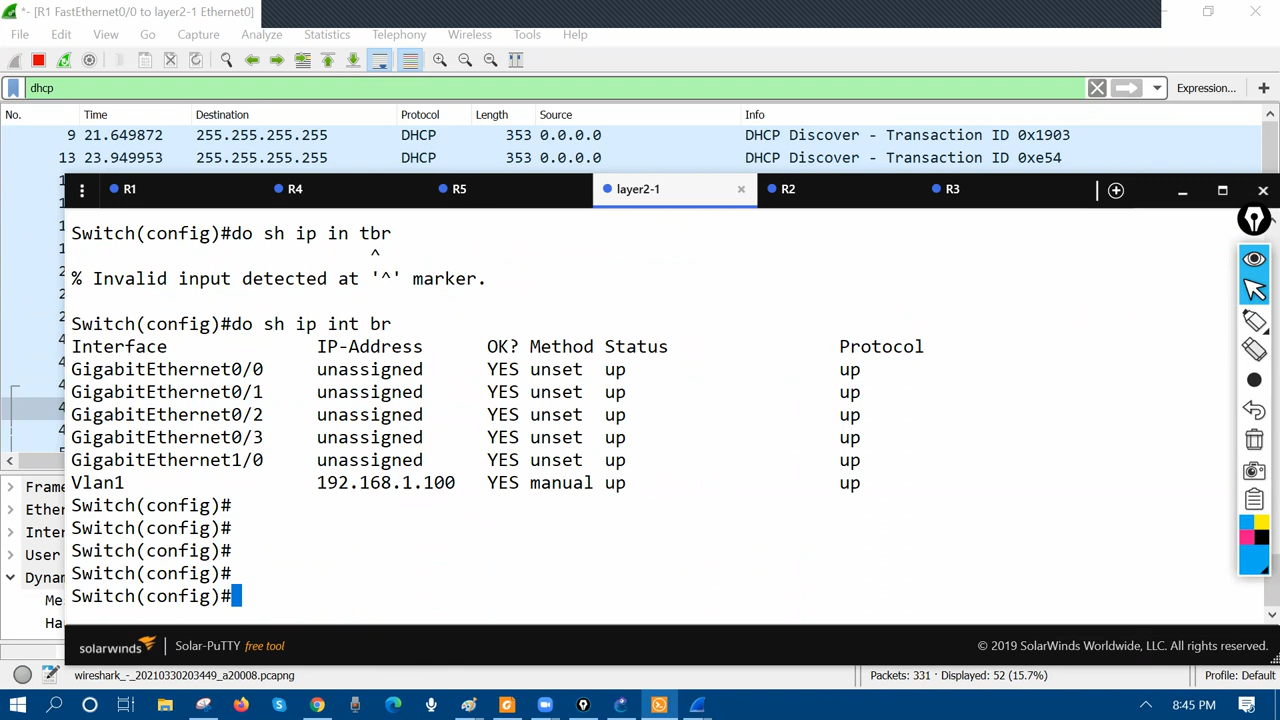 *- [R1 FastEthernet0/0 to layer2-1 Ethernet0]
File Edit View Go Capture Analyze Statistics Telephony Wireless Tools Help
dhcp
Expression...
No. Time Destination Protocol Length Source Info
9 21.649872 255.255.255.255 DHCP 353 0.0.0.0 DHCP Discover - Transaction ID 0x1903
13 23.949953 255.255.255.255 DHCP 353 0.0.0.0 DHCP Discover - Transaction ID 0xe54
R1 R4 R5 layer2-1 R2 R3
Switch(config)#do sh ip in tbr
^
% Invalid input detected at '^' marker.
Switch(config)#do sh ip int br
Interface IP-Address OK? Method Status Protocol
GigabitEthernet0/0 unassigned YES unset up up
GigabitEthernet0/1 unassigned YES unset up up
GigabitEthernet0/2 unassigned YES unset up up
GigabitEthernet0/3 unassigned YES unset up up
GigabitEthernet1/0 unassigned YES unset up up
Vlan1 192.168.1.100 YES manual up up
Switch(config)#
Switch(config)#
Switch(config)#
Switch(config)#
Switch(config)#
Fram
Ether
Inter
User
Dynam
Me
Ha
solarwinds Solar-PuTTY free tool © 2019 SolarWinds Worldwide, LLC. All rights reserved.
wireshark_-_20210330203449_a20008.pcapng Packets: 331 · Displayed: 52 (15.7%) Profile: Default
8:45 PM